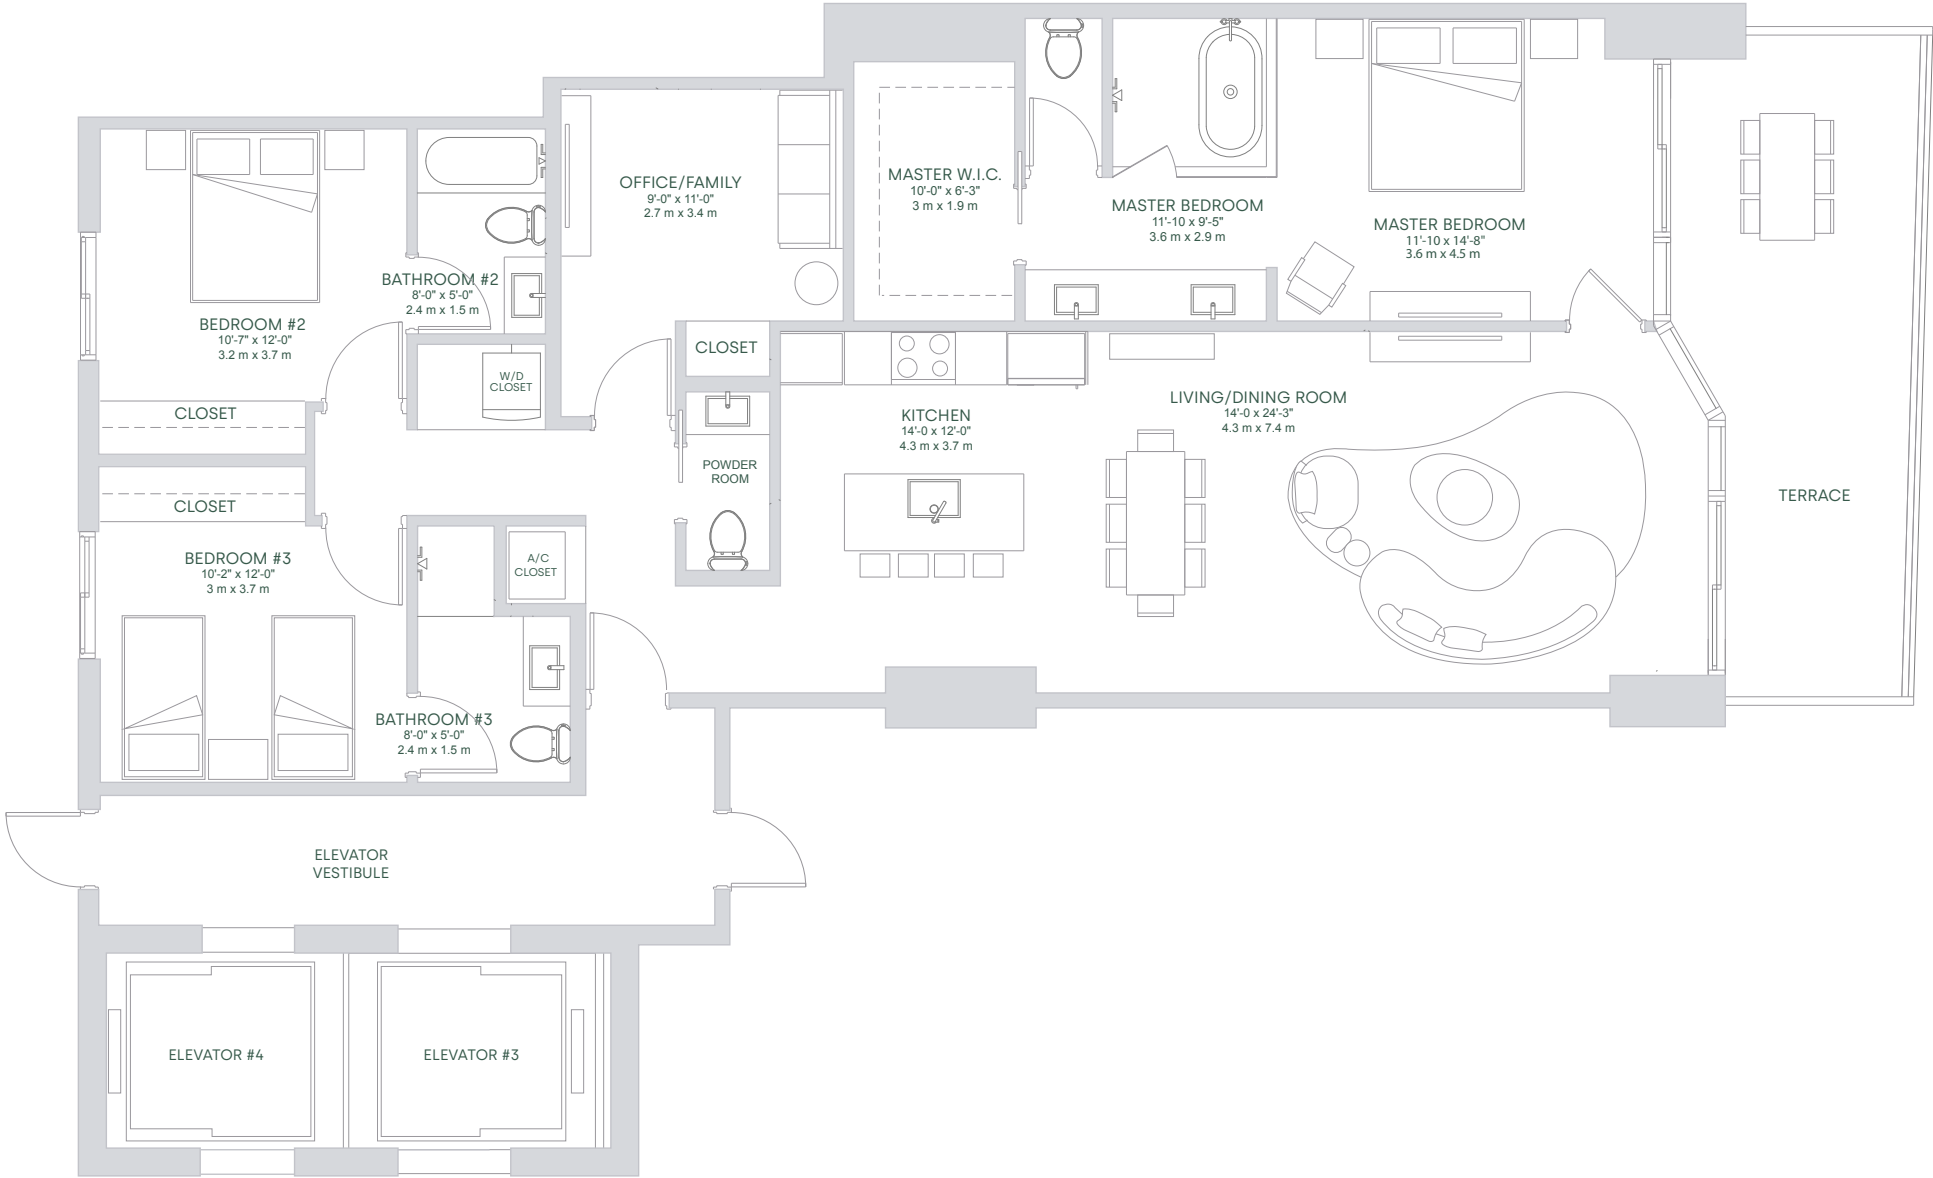 OFFICE/FAMILY
9'-0" x 11'-0"
2.7 m x 3.4 m
MASTER W.I.C.
10'-0" x 6'-3"
3 m x 1.9 m
MASTER BEDROOM
11'-10 x 9'-5"
3.6 m x 2.9 m
MASTER BEDROOM
11'-10 x 14'-8"
3.6 m x 4.5 m
BATHROOM #2
8'-0" x 5'-0"
2.4 m x 1.5 m
BEDROOM #2
10'-7" x 12'-0"
3.2 m x 3.7 m
CLOSET
W/D
CLOSET
CLOSET
KITCHEN
14'-0 x 12'-0"
4.3 m x 3.7 m
LIVING/DINING ROOM
14'-0 x 24'-3"
4.3 m x 7.4 m
POWDER
ROOM
TERRACE
CLOSET
BEDROOM #3
10'-2" x 12'-0"
3 m x 3.7 m
A/C
CLOSET
BATHROOM #3
8'-0" x 5'-0"
2.4 m x 1.5 m
ELEVATOR
VESTIBULE
ELEVATOR #4
ELEVATOR #3